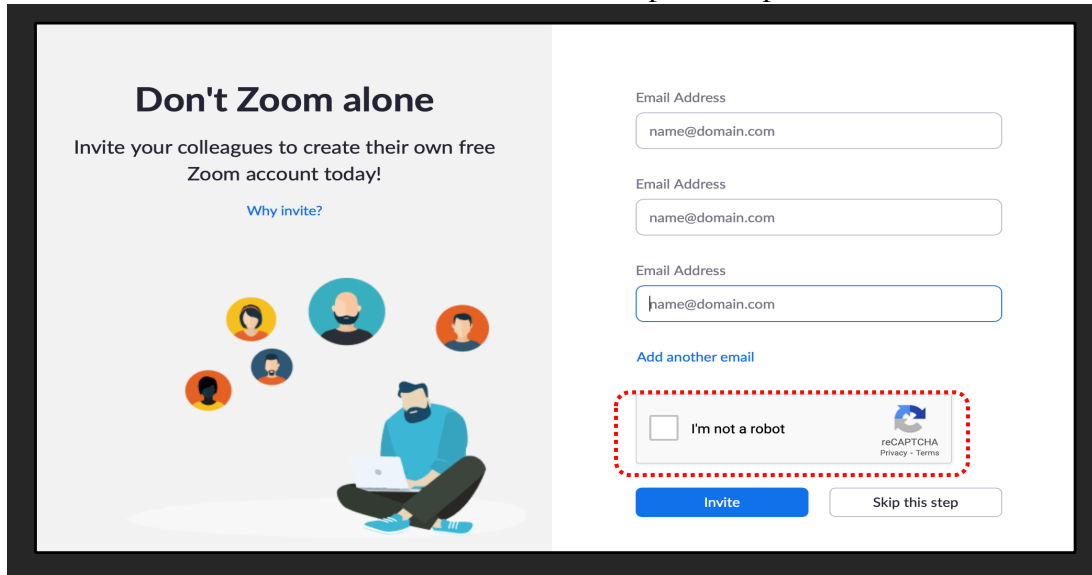 Don't Zoom alone
Invite your colleagues to create their own free
Zoom account today!
Why invite?
Email Address
name@domain.com
Email Address
name@domain.com
Email Address
name@domain.com
Add another email
I'm not a robot
reCAPTCHA
Privacy - Terms
Invite
Skip this step